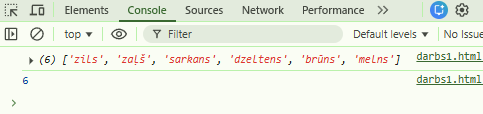 Elements Console Sources Network Performance
top Filter Default levels No Issue
(6) ['zils', 'zaļš', 'sarkans', 'dzeltens', 'brūns', 'melns'] darbs1.html
6 darbs1.html